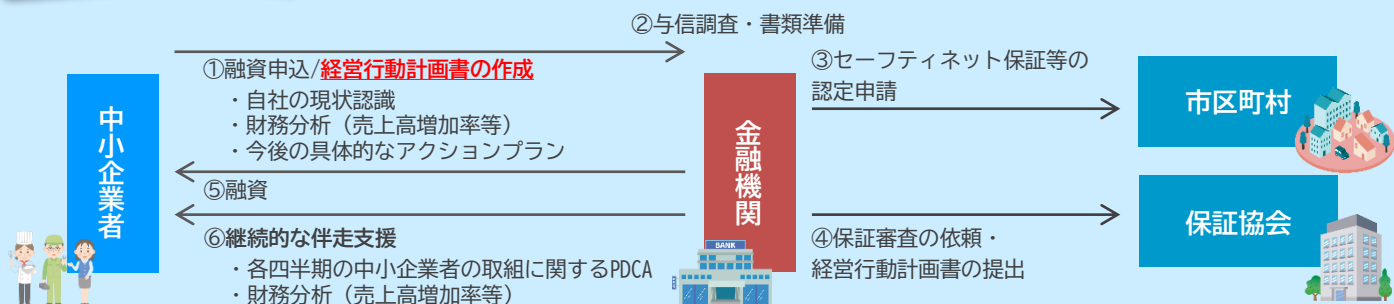 ②与信調査・書類準備
①融資申込/経営行動計画書の作成
・自社の現状認識
・財務分析（売上高増加率等）
・今後の具体的なアクションプラン
③セーフティネット保証等の
認定申請
市区町村
中小企業者
金融機関
⑤融資
⑥継続的な伴走支援
・各四半期の中小企業者の取組に関するPDCA
・財務分析（売上高増加率等）
④保証審査の依頼・
経営行動計画書の提出
保証協会
BANK